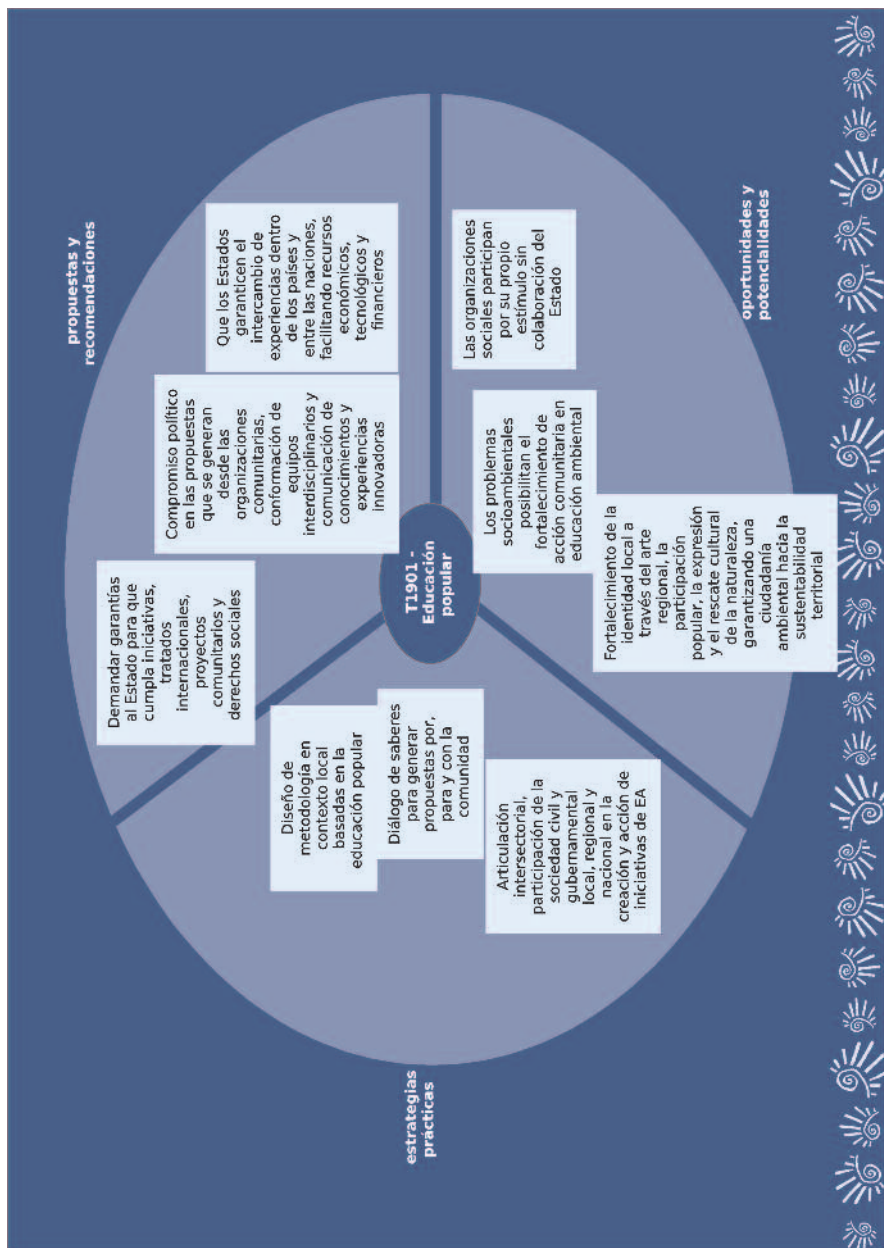 propuestas y
recomendaciones
Demandar garantías
al Estado para que
cumpla iniciativas,
tratados
internacionales,
proyectos
comunitarios y
derechos sociales
Compromiso político
en las propuestas
que se generan
desde las
organizaciones
comunitarias,
conformación de
equipos
interdisciplinarios y
comunicación de
conocimientos y
experiencias
innovadoras
Que los Estados
garanticen el
intercambio de
experiencias dentro
de los países y
entre las naciones,
facilitando recursos
económicos,
tecnológicos y
financieros
estrategias
prácticas
Diseño de
metodología en
contexto local
basadas en la
educación popular
Diálogo de saberes
para generar
propuestas por,
para y con la
comunidad
Articulación
intersectorial,
participación de la
sociedad civil y
gubernamental
local, regional y
nacional en la
creación y acción de
iniciativas de EA
T1901 -
Educación
popular
Las organizaciones
sociales participan
por su propio
estímulo sin
colaboración del
Estado
Los problemas
socioambientales
posibilitan el
fortalecimiento de
acción comunitaria en
educación ambiental
Fortalecimiento de la
identidad local a
través del arte
regional, la
participación
popular, la expresión
y el rescate cultural
de la naturaleza,
garantizando una
ciudadanía
ambiental hacia la
sustentabilidad
territorial
oportunidades y
potencialidades